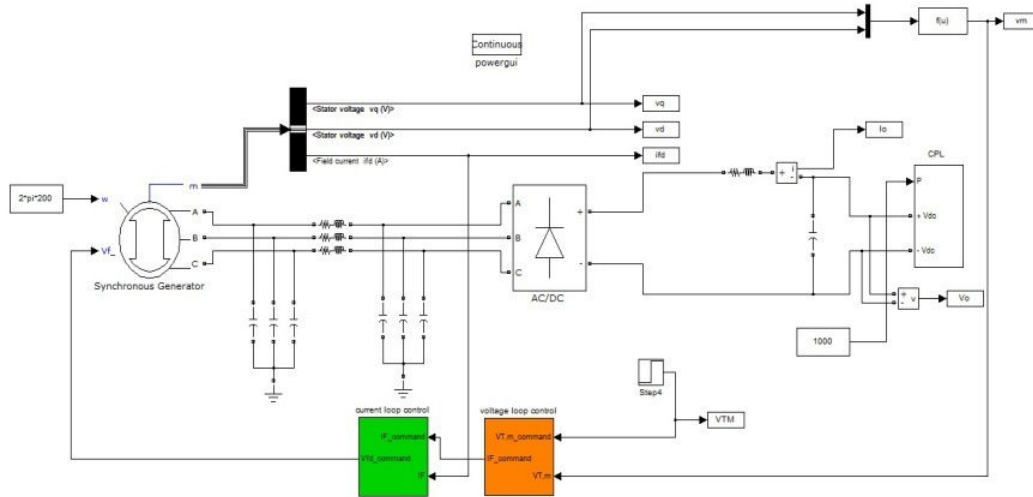 f(u)
vm
Continuous
powergui
<Stator voltage vq (V)>
vq
<Stator voltage vd (V)>
vd
<Field current ifd (A)>
ifd
Io
CPL
P
+ Vdc
- Vdc
2*pi*200
w
m
A
B
C
Vf_
Synchronous Generator
A
B
C
+
-
AC/DC
+
i
-
+
-
v
Vo
1000
Step4
VTM
current loop control
IF_command
Vfd_command
IF
voltage loop control
VT,m_command
IF_command
VT,m